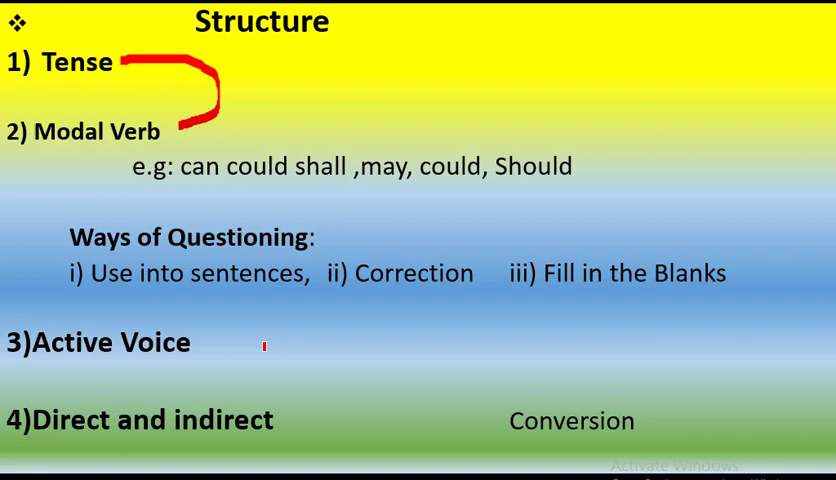 ❖ Structure
1) Tense
2) Modal Verb
e.g: can could shall ,may, could, Should
Ways of Questioning:
i) Use into sentences, ii) Correction iii) Fill in the Blanks
3)Active Voice
4)Direct and indirect Conversion
Activate Windows